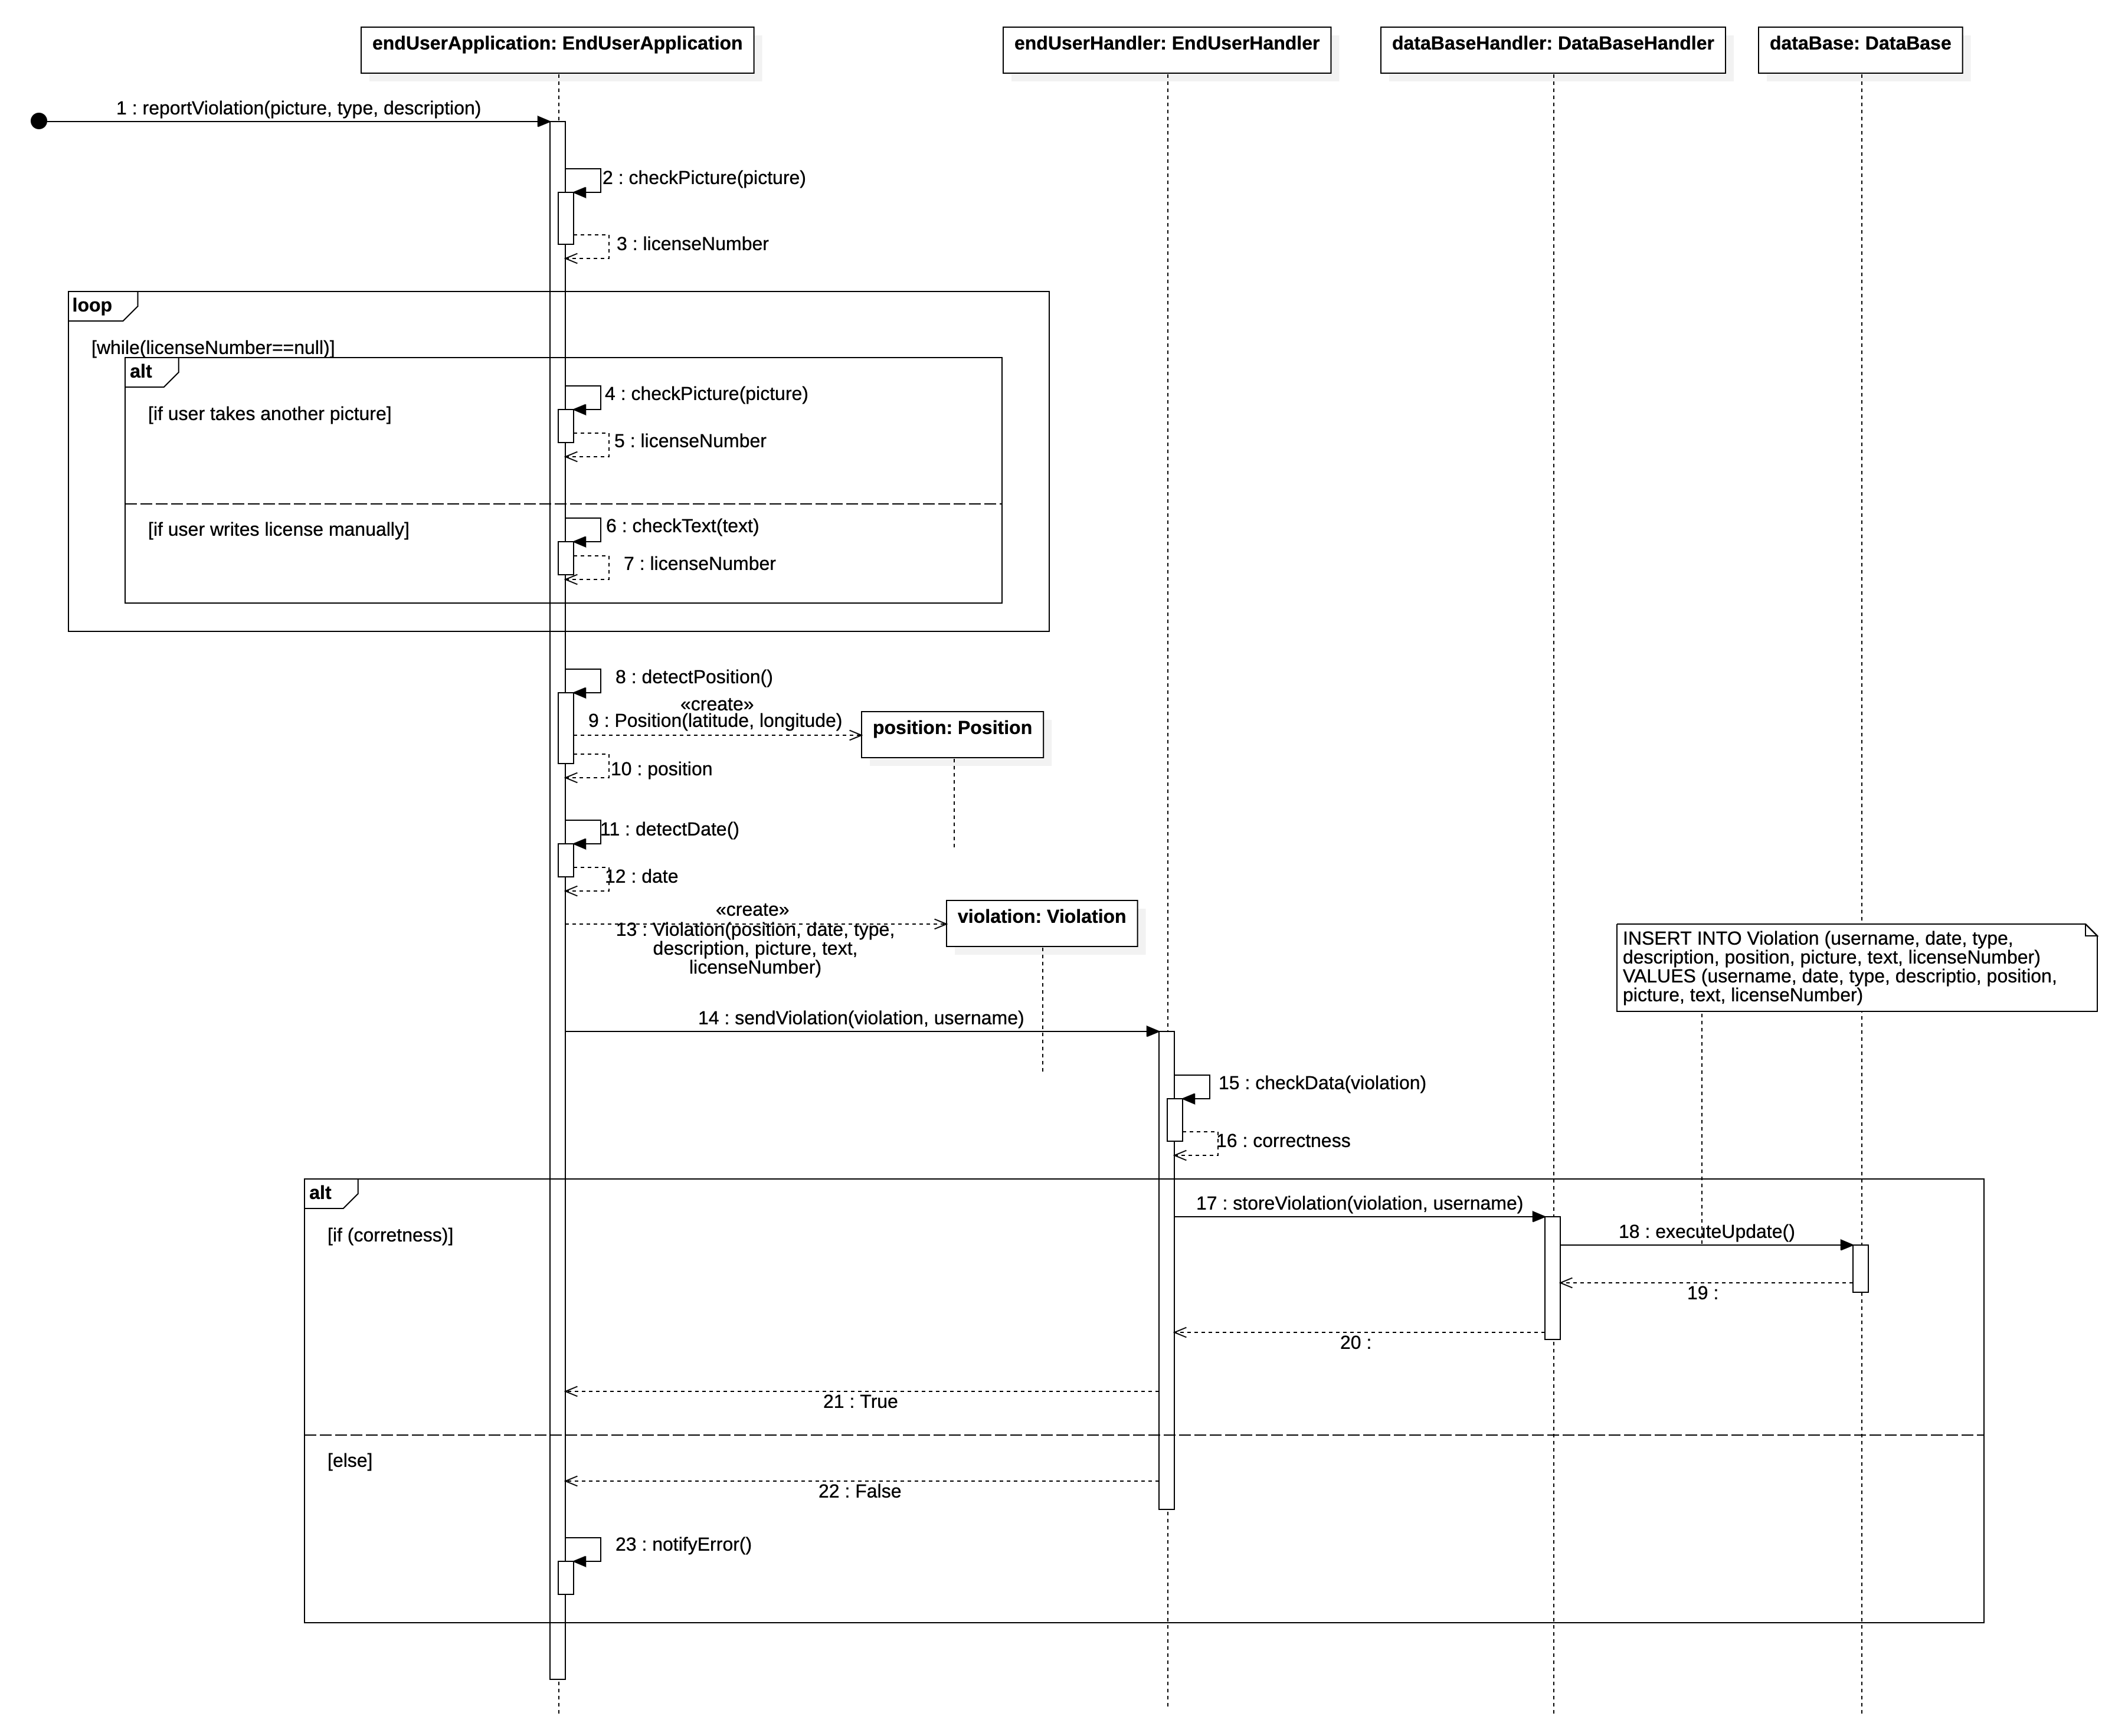 endUserApplication: EndUserApplication
endUserHandler: EndUserHandler
dataBaseHandler: DataBaseHandler
dataBase: DataBase
1 : reportViolation(picture, type, description)
2 : checkPicture(picture)
3 : licenseNumber
loop
[while(licenseNumber==null)]
alt
4 : checkPicture(picture)
[if user takes another picture]
5 : licenseNumber
6 : checkText(text)
[if user writes license manually]
7 : licenseNumber
8 : detectPosition()
«create»
9 : Position(latitude, longitude)
position: Position
10 : position
11 : detectDate()
12 : date
«create»
13 : Violation(position, date, type,
description, picture, text,
licenseNumber)
violation: Violation
INSERT INTO Violation (username, date, type,
description, position, picture, text, licenseNumber)
VALUES (username, date, type, descriptio, position,
picture, text, licenseNumber)
14 : sendViolation(violation, username)
15 : checkData(violation)
16 : correctness
alt
17 : storeViolation(violation, username)
[if (corretness)]
18 : executeUpdate()
19 :
20 :
21 : True
[else]
22 : False
23 : notifyError()